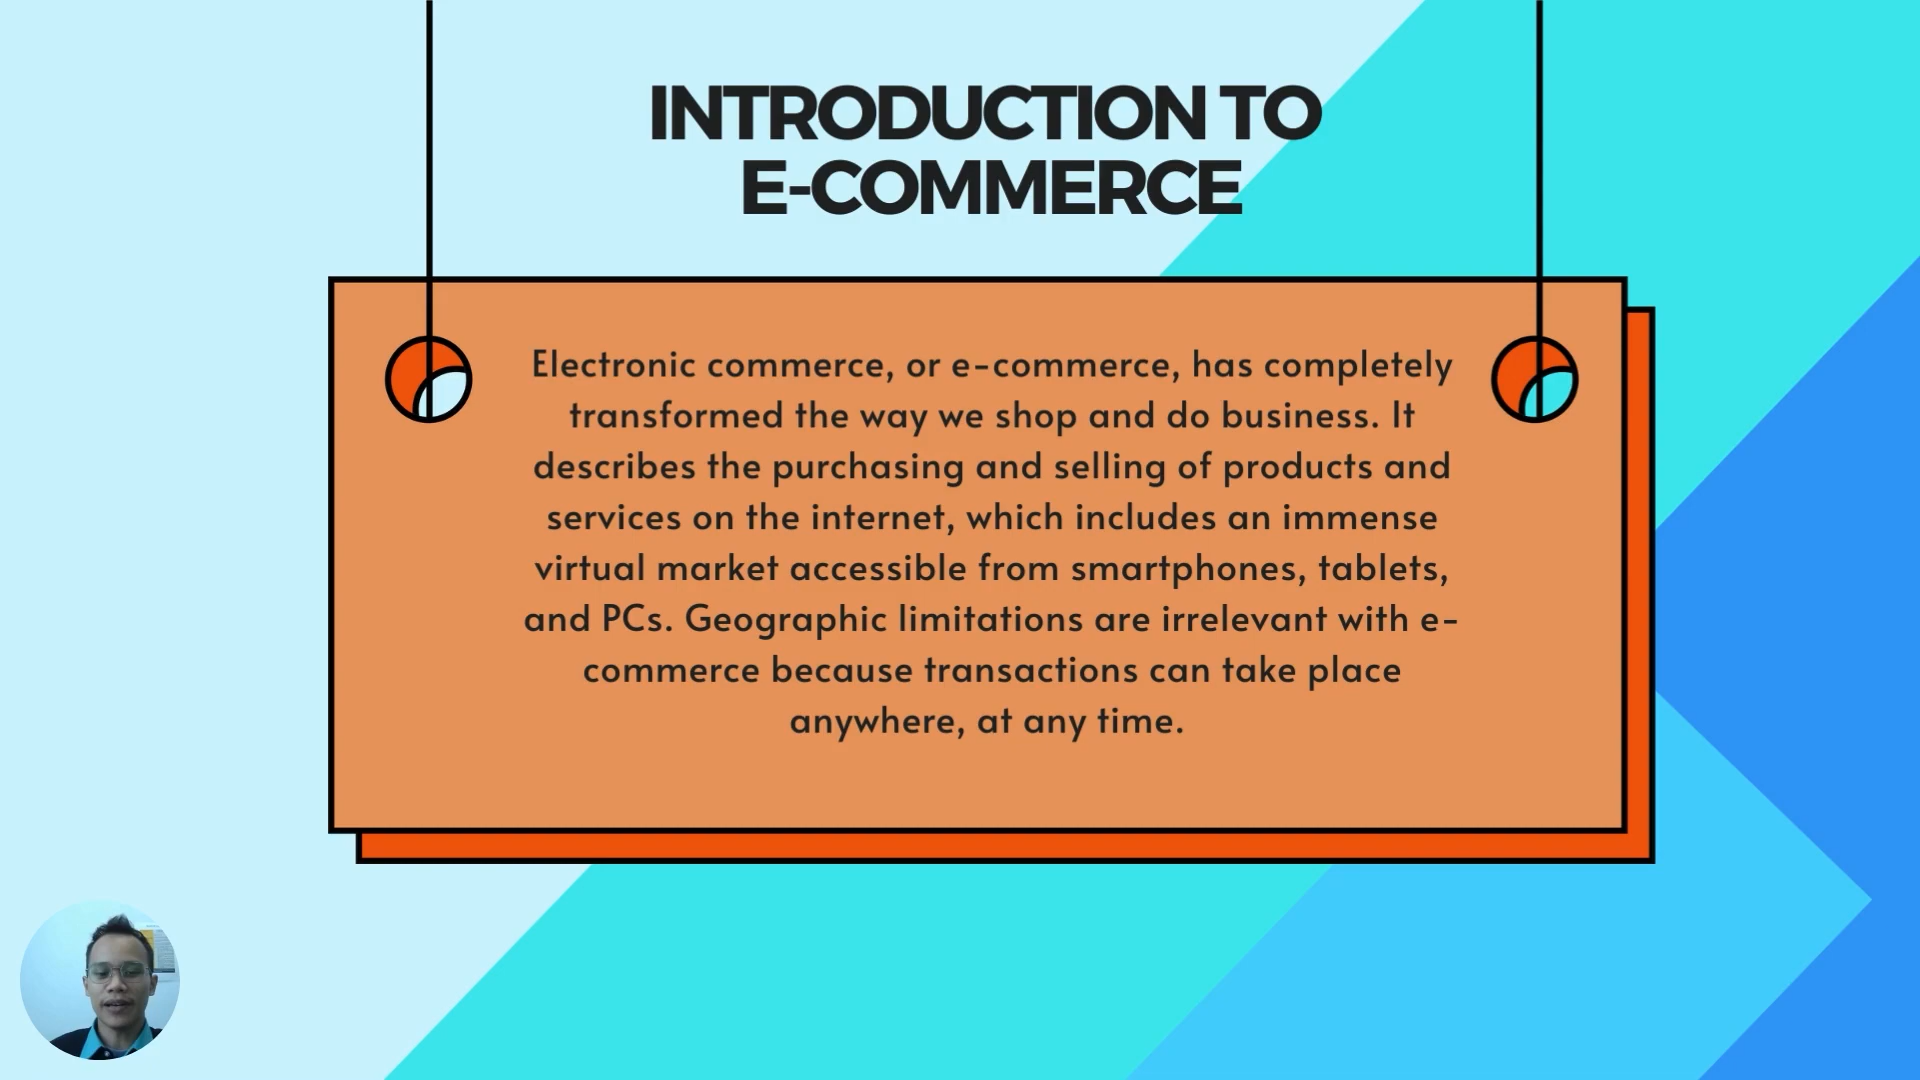 INTRODUCTION TO
E-COMMERCE
Electronic commerce, or e-commerce, has completely
transformed the way we shop and do business. It
describes the purchasing and selling of products and
services on the internet, which includes an immense
virtual market accessible from smartphones, tablets,
and PCs. Geographic limitations are irrelevant with e-
commerce because transactions can take place
anywhere, at any time.